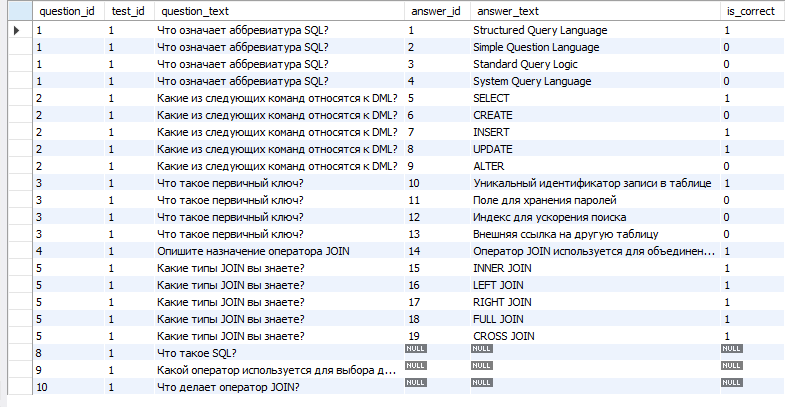 question_id test_id question_text answer_id answer_text is_correct
1 1 Что означает аббревиатура SQL? 1 Structured Query Language 1
1 1 Что означает аббревиатура SQL? 2 Simple Question Language 0
1 1 Что означает аббревиатура SQL? 3 Standard Query Logic 0
1 1 Что означает аббревиатура SQL? 4 System Query Language 0
2 1 Какие из следующих команд относятся к DML? 5 SELECT 1
2 1 Какие из следующих команд относятся к DML? 6 CREATE 0
2 1 Какие из следующих команд относятся к DML? 7 INSERT 1
2 1 Какие из следующих команд относятся к DML? 8 UPDATE 1
2 1 Какие из следующих команд относятся к DML? 9 ALTER 0
3 1 Что такое первичный ключ? 10 Уникальный идентификатор записи в таблице 1
3 1 Что такое первичный ключ? 11 Поле для хранения паролей 0
3 1 Что такое первичный ключ? 12 Индекс для ускорения поиска 0
3 1 Что такое первичный ключ? 13 Внешняя ссылка на другую таблицу 0
4 1 Опишите назначение оператора JOIN 14 Оператор JOIN используется для объединен... 1
5 1 Какие типы JOIN вы знаете? 15 INNER JOIN 1
5 1 Какие типы JOIN вы знаете? 16 LEFT JOIN 1
5 1 Какие типы JOIN вы знаете? 17 RIGHT JOIN 1
5 1 Какие типы JOIN вы знаете? 18 FULL JOIN 1
5 1 Какие типы JOIN вы знаете? 19 CROSS JOIN 1
8 1 Что такое SQL? NULL NULL NULL
9 1 Какой оператор используется для выбора д... NULL NULL NULL
10 1 Что делает оператор JOIN? NULL NULL NULL